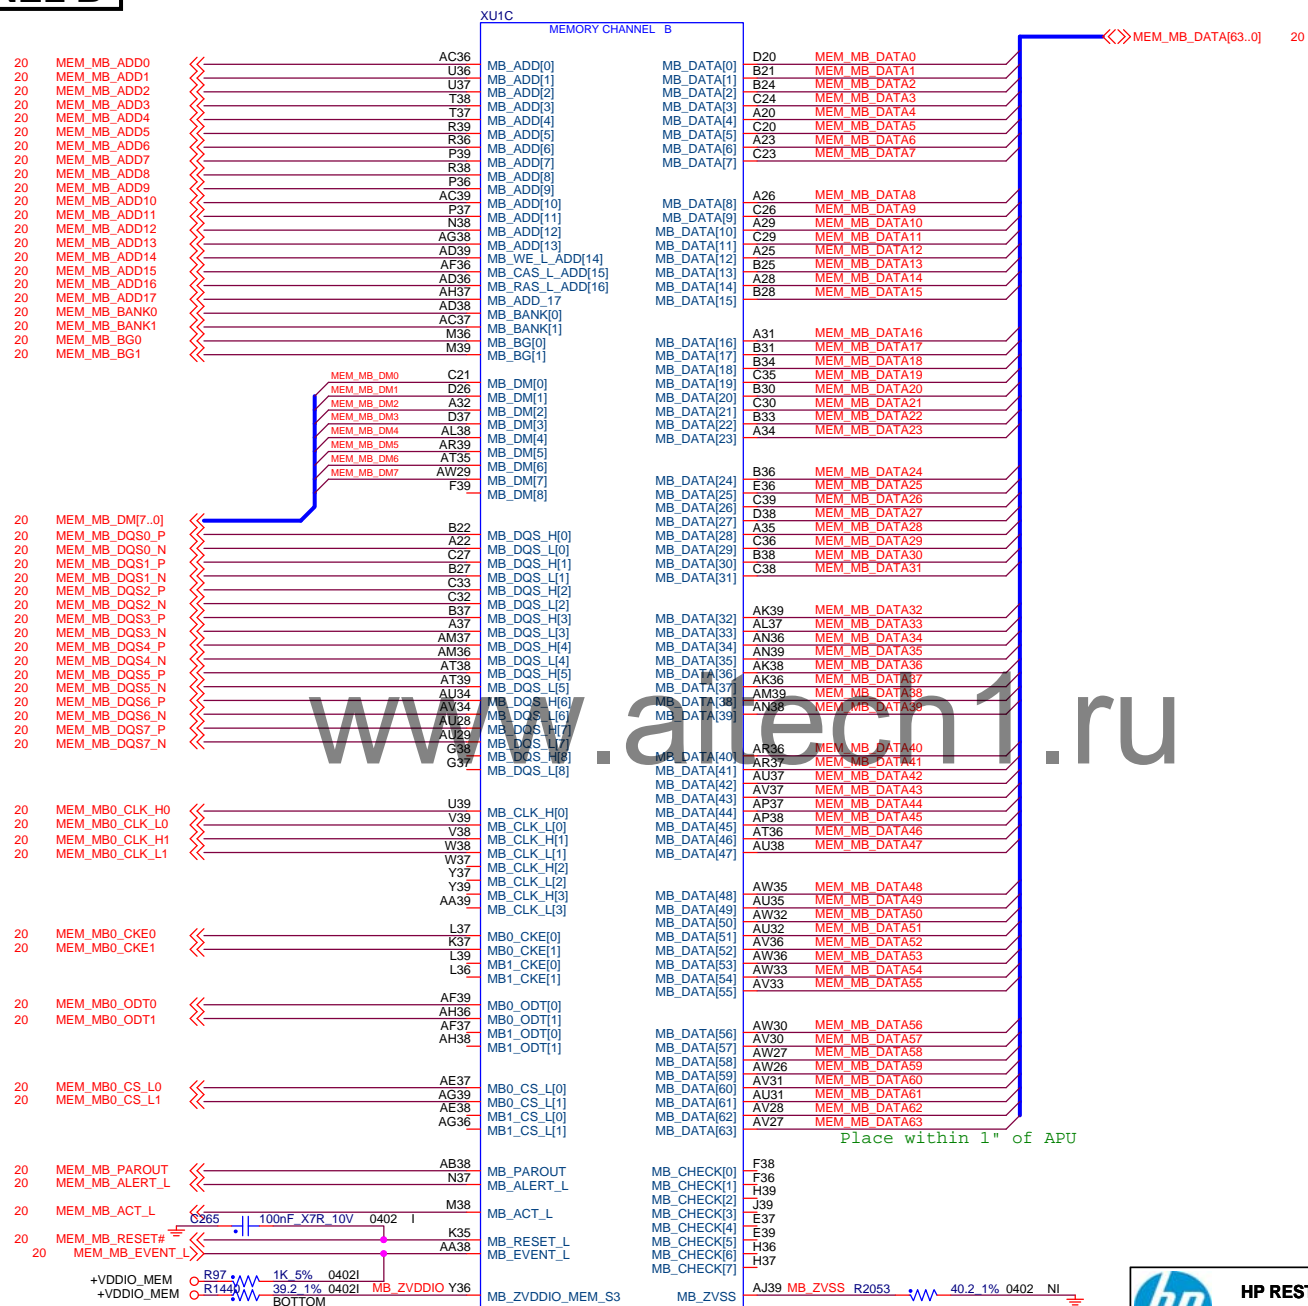 XU1C
MEMORY CHANNEL B
MEM_MB_DATA[63..0] 20
20 MEM_MB_ADD0 AC36 MB_ADD[0]
20 MEM_MB_ADD1 U36 MB_ADD[1]
20 MEM_MB_ADD2 U37 MB_ADD[2]
20 MEM_MB_ADD3 T38 MB_ADD[3]
20 MEM_MB_ADD4 T37 MB_ADD[4]
20 MEM_MB_ADD5 R39 MB_ADD[5]
20 MEM_MB_ADD6 R36 MB_ADD[6]
20 MEM_MB_ADD7 P39 MB_ADD[7]
20 MEM_MB_ADD8 R38 MB_ADD[8]
20 MEM_MB_ADD9 P36 MB_ADD[9]
20 MEM_MB_ADD10 AC39 MB_ADD[10]
20 MEM_MB_ADD11 P37 MB_ADD[11]
20 MEM_MB_ADD12 N38 MB_ADD[12]
20 MEM_MB_ADD13 AG38 MB_ADD[13]
20 MEM_MB_ADD14 AD39 MB_WE_L_ADD[14]
20 MEM_MB_ADD15 AF36 MB_CAS_L_ADD[15]
20 MEM_MB_ADD16 AD36 MB_RAS_L_ADD[16]
20 MEM_MB_ADD17 AH37 MB_ADD_17
20 MEM_MB_BANK0 AD38 MB_BANK[0]
20 MEM_MB_BANK1 AC37 MB_BANK[1]
20 MEM_MB_BG0 M36 MB_BG[0]
20 MEM_MB_BG1 M39 MB_BG[1]
MEM_MB_DM0 C21 MB_DM[0]
MEM_MB_DM1 D26 MB_DM[1]
MEM_MB_DM2 A32 MB_DM[2]
MEM_MB_DM3 D37 MB_DM[3]
MEM_MB_DM4 AL38 MB_DM[4]
MEM_MB_DM5 AR39 MB_DM[5]
MEM_MB_DM6 AT35 MB_DM[6]
MEM_MB_DM7 AW29 MB_DM[7]
F39 MB_DM[8]
20 MEM_MB_DM[7..0]
20 MEM_MB_DQS0_P B22 MB_DQS_H[0]
20 MEM_MB_DQS0_N A22 MB_DQS_L[0]
20 MEM_MB_DQS1_P C27 MB_DQS_H[1]
20 MEM_MB_DQS1_N B27 MB_DQS_L[1]
20 MEM_MB_DQS2_P C33 MB_DQS_H[2]
20 MEM_MB_DQS2_N C32 MB_DQS_L[2]
20 MEM_MB_DQS3_P B37 MB_DQS_H[3]
20 MEM_MB_DQS3_N A37 MB_DQS_L[3]
20 MEM_MB_DQS4_P AM37 MB_DQS_H[4]
20 MEM_MB_DQS4_N AM36 MB_DQS_L[4]
20 MEM_MB_DQS5_P AT38 MB_DQS_H[5]
20 MEM_MB_DQS5_N AT39 MB_DQS_L[5]
20 MEM_MB_DQS6_P AU34 MB_DQS_H[6]
20 MEM_MB_DQS6_N AV34 MB_DQS_L[6]
20 MEM_MB_DQS7_P AU28 MB_DQS_H[7]
20 MEM_MB_DQS7_N AU29 MB_DQS_L[7]
G38 MB_DQS_H[8]
G37 MB_DQS_L[8]
20 MEM_MB0_CLK_H0 U39 MB_CLK_H[0]
20 MEM_MB0_CLK_L0 V39 MB_CLK_L[0]
20 MEM_MB0_CLK_H1 V38 MB_CLK_H[1]
20 MEM_MB0_CLK_L1 W38 MB_CLK_L[1]
W37 MB_CLK_H[2]
Y37 MB_CLK_L[2]
Y39 MB_CLK_H[3]
AA39 MB_CLK_L[3]
20 MEM_MB0_CKE0 L37 MB0_CKE[0]
20 MEM_MB0_CKE1 K37 MB0_CKE[1]
L39 MB1_CKE[0]
L36 MB1_CKE[1]
20 MEM_MB0_ODT0 AF39 MB0_ODT[0]
20 MEM_MB0_ODT1 AH36 MB0_ODT[1]
AF37 MB1_ODT[0]
AH38 MB1_ODT[1]
20 MEM_MB0_CS_L0 AE37 MB0_CS_L[0]
20 MEM_MB0_CS_L1 AG39 MB0_CS_L[1]
AE38 MB1_CS_L[0]
AG36 MB1_CS_L[1]
20 MEM_MB_PAROUT AB38 MB_PAROUT
20 MEM_MB_ALERT_L N37 MB_ALERT_L
20 MEM_MB_ACT_L M38 MB_ACT_L
C265 100nF_X7R_10V 0402 I
20 MEM_MB_RESET# K35 MB_RESET_L
20 MEM_MB_EVENT_L AA38 MB_EVENT_L
+VDDIO_MEM R97 1K_5% 0402I
+VDDIO_MEM R1440 39.2_1% 0402I MB_ZVDDIO Y36 MB_ZVDDIO_MEM_S3
BOTTOM
MB_DATA[0] D20 MEM_MB_DATA0
MB_DATA[1] B21 MEM_MB_DATA1
MB_DATA[2] B24 MEM_MB_DATA2
MB_DATA[3] C24 MEM_MB_DATA3
MB_DATA[4] A20 MEM_MB_DATA4
MB_DATA[5] C20 MEM_MB_DATA5
MB_DATA[6] A23 MEM_MB_DATA6
MB_DATA[7] C23 MEM_MB_DATA7
MB_DATA[8] A26 MEM_MB_DATA8
MB_DATA[9] C26 MEM_MB_DATA9
MB_DATA[10] A29 MEM_MB_DATA10
MB_DATA[11] C29 MEM_MB_DATA11
MB_DATA[12] A25 MEM_MB_DATA12
MB_DATA[13] B25 MEM_MB_DATA13
MB_DATA[14] A28 MEM_MB_DATA14
MB_DATA[15] B28 MEM_MB_DATA15
MB_DATA[16] A31 MEM_MB_DATA16
MB_DATA[17] B31 MEM_MB_DATA17
MB_DATA[18] B34 MEM_MB_DATA18
MB_DATA[19] C35 MEM_MB_DATA19
MB_DATA[20] B30 MEM_MB_DATA20
MB_DATA[21] C30 MEM_MB_DATA21
MB_DATA[22] B33 MEM_MB_DATA22
MB_DATA[23] A34 MEM_MB_DATA23
MB_DATA[24] B36 MEM_MB_DATA24
MB_DATA[25] E36 MEM_MB_DATA25
MB_DATA[26] C39 MEM_MB_DATA26
MB_DATA[27] D38 MEM_MB_DATA27
MB_DATA[28] A35 MEM_MB_DATA28
MB_DATA[29] C36 MEM_MB_DATA29
MB_DATA[30] B38 MEM_MB_DATA30
MB_DATA[31] C38 MEM_MB_DATA31
MB_DATA[32] AK39 MEM_MB_DATA32
MB_DATA[33] AL37 MEM_MB_DATA33
MB_DATA[34] AN36 MEM_MB_DATA34
MB_DATA[35] AN39 MEM_MB_DATA35
MB_DATA[36] AK38 MEM_MB_DATA36
MB_DATA[37] AK36 MEM_MB_DATA37
MB_DATA[38] AM39 MEM_MB_DATA38
MB_DATA[39] AN38 MEM_MB_DATA39
MB_DATA[40] AR36 MEM_MB_DATA40
MB_DATA[41] AR37 MEM_MB_DATA41
MB_DATA[42] AU37 MEM_MB_DATA42
MB_DATA[43] AV37 MEM_MB_DATA43
MB_DATA[44] AP37 MEM_MB_DATA44
MB_DATA[45] AP38 MEM_MB_DATA45
MB_DATA[46] AT36 MEM_MB_DATA46
MB_DATA[47] AU38 MEM_MB_DATA47
MB_DATA[48] AW35 MEM_MB_DATA48
MB_DATA[49] AU35 MEM_MB_DATA49
MB_DATA[50] AW32 MEM_MB_DATA50
MB_DATA[51] AU32 MEM_MB_DATA51
MB_DATA[52] AV36 MEM_MB_DATA52
MB_DATA[53] AW36 MEM_MB_DATA53
MB_DATA[54] AW33 MEM_MB_DATA54
MB_DATA[55] AV33 MEM_MB_DATA55
MB_DATA[56] AW30 MEM_MB_DATA56
MB_DATA[57] AV30 MEM_MB_DATA57
MB_DATA[58] AW27 MEM_MB_DATA58
MB_DATA[59] AW26 MEM_MB_DATA59
MB_DATA[60] AV31 MEM_MB_DATA60
MB_DATA[61] AU31 MEM_MB_DATA61
MB_DATA[62] AV28 MEM_MB_DATA62
MB_DATA[63] AV27 MEM_MB_DATA63
Place within 1" of APU
MB_CHECK[0] F38
MB_CHECK[1] F36
MB_CHECK[2] H39
MB_CHECK[3] J39
MB_CHECK[4] E37
MB_CHECK[5] E39
MB_CHECK[6] H36
MB_CHECK[7] H37
MB_ZVSS AJ39 MB_ZVSS R2053 40.2_1% 0402 NI
www.aitech1.ru
hp
HP REST